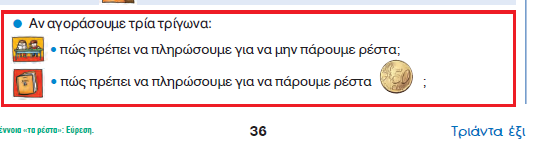 Αν αγοράσουμε τρία τρίγωνα:
• πώς πρέπει να πληρώσουμε για να μην πάρουμε ρέστα;
• πώς πρέπει να πληρώσουμε για να πάρουμε ρέστα ;
έννοια «τα ρέστα»: Εύρεση.
36
Τριάντα έξι